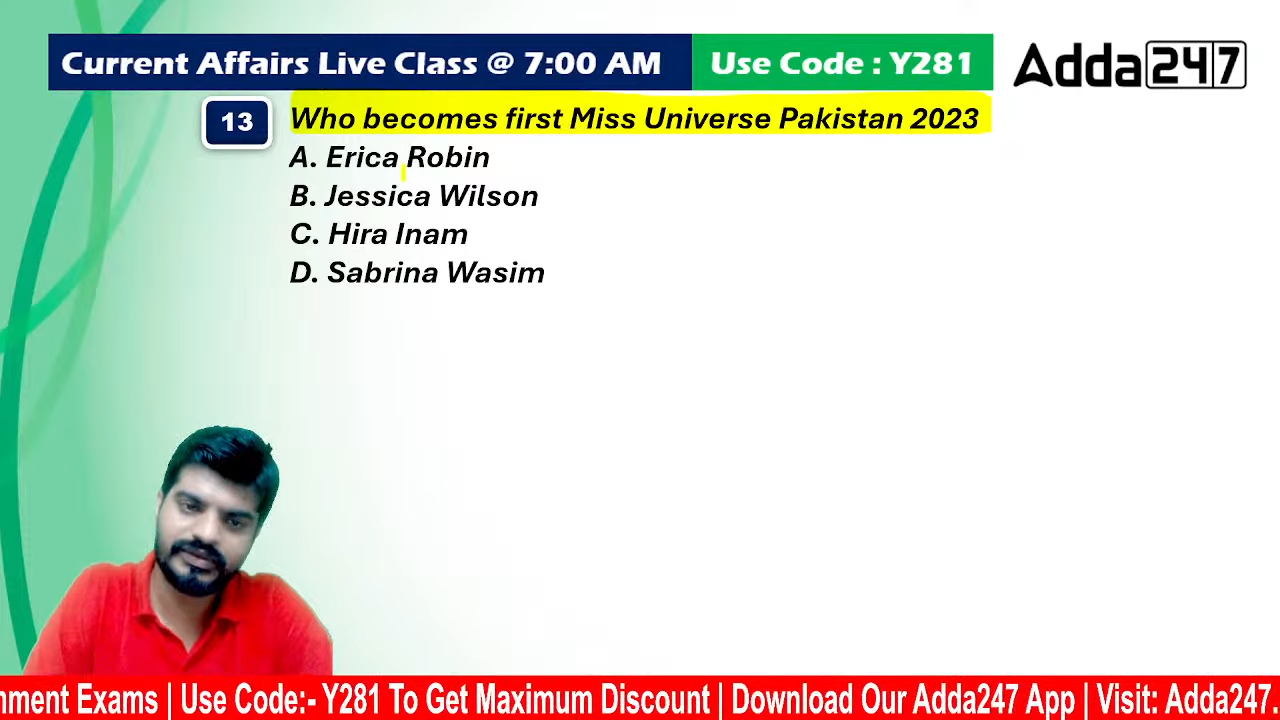 Current Affairs Live Class @ 7:00 AM
Use Code : Y281
Adda247
13
Who becomes first Miss Universe Pakistan 2023
A. Erica Robin
B. Jessica Wilson
C. Hira Inam
D. Sabrina Wasim
nment Exams | Use Code:- Y281 To Get Maximum Discount | Download Our Adda247 App | Visit: Adda247.